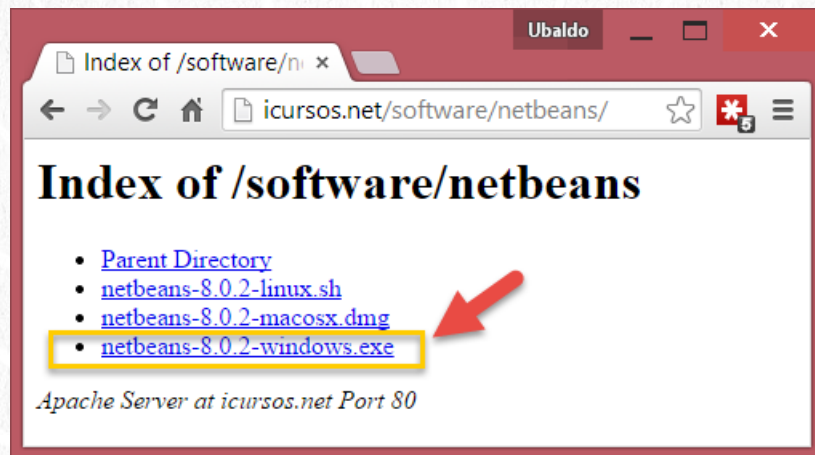 Ubaldo
Index of /software/n
icursos.net/software/netbeans/
5
Index of /software/netbeans
Parent Directory
netbeans-8.0.2-linux.sh
netbeans-8.0.2-macosx.dmg
netbeans-8.0.2-windows.exe
Apache Server at icursos.net Port 80